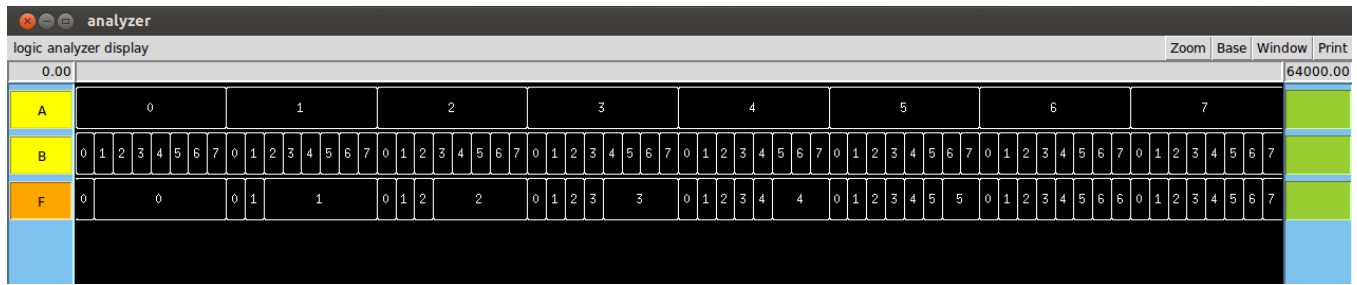 analyzer
logic analyzer display Zoom Base Window Print
0.00 64000.00
A 0 1 2 3 4 5 6 7
B 0 1 2 3 4 5 6 7 0 1 2 3 4 5 6 7 0 1 2 3 4 5 6 7 0 1 2 3 4 5 6 7 0 1 2 3 4 5 6 7 0 1 2 3 4 5 6 7 0 1 2 3 4 5 6 7 0 1 2 3 4 5 6 7
F 0 0 0 1 1 0 1 2 2 0 1 2 3 3 0 1 2 3 4 4 0 1 2 3 4 5 5 0 1 2 3 4 5 6 6 0 1 2 3 4 5 6 7